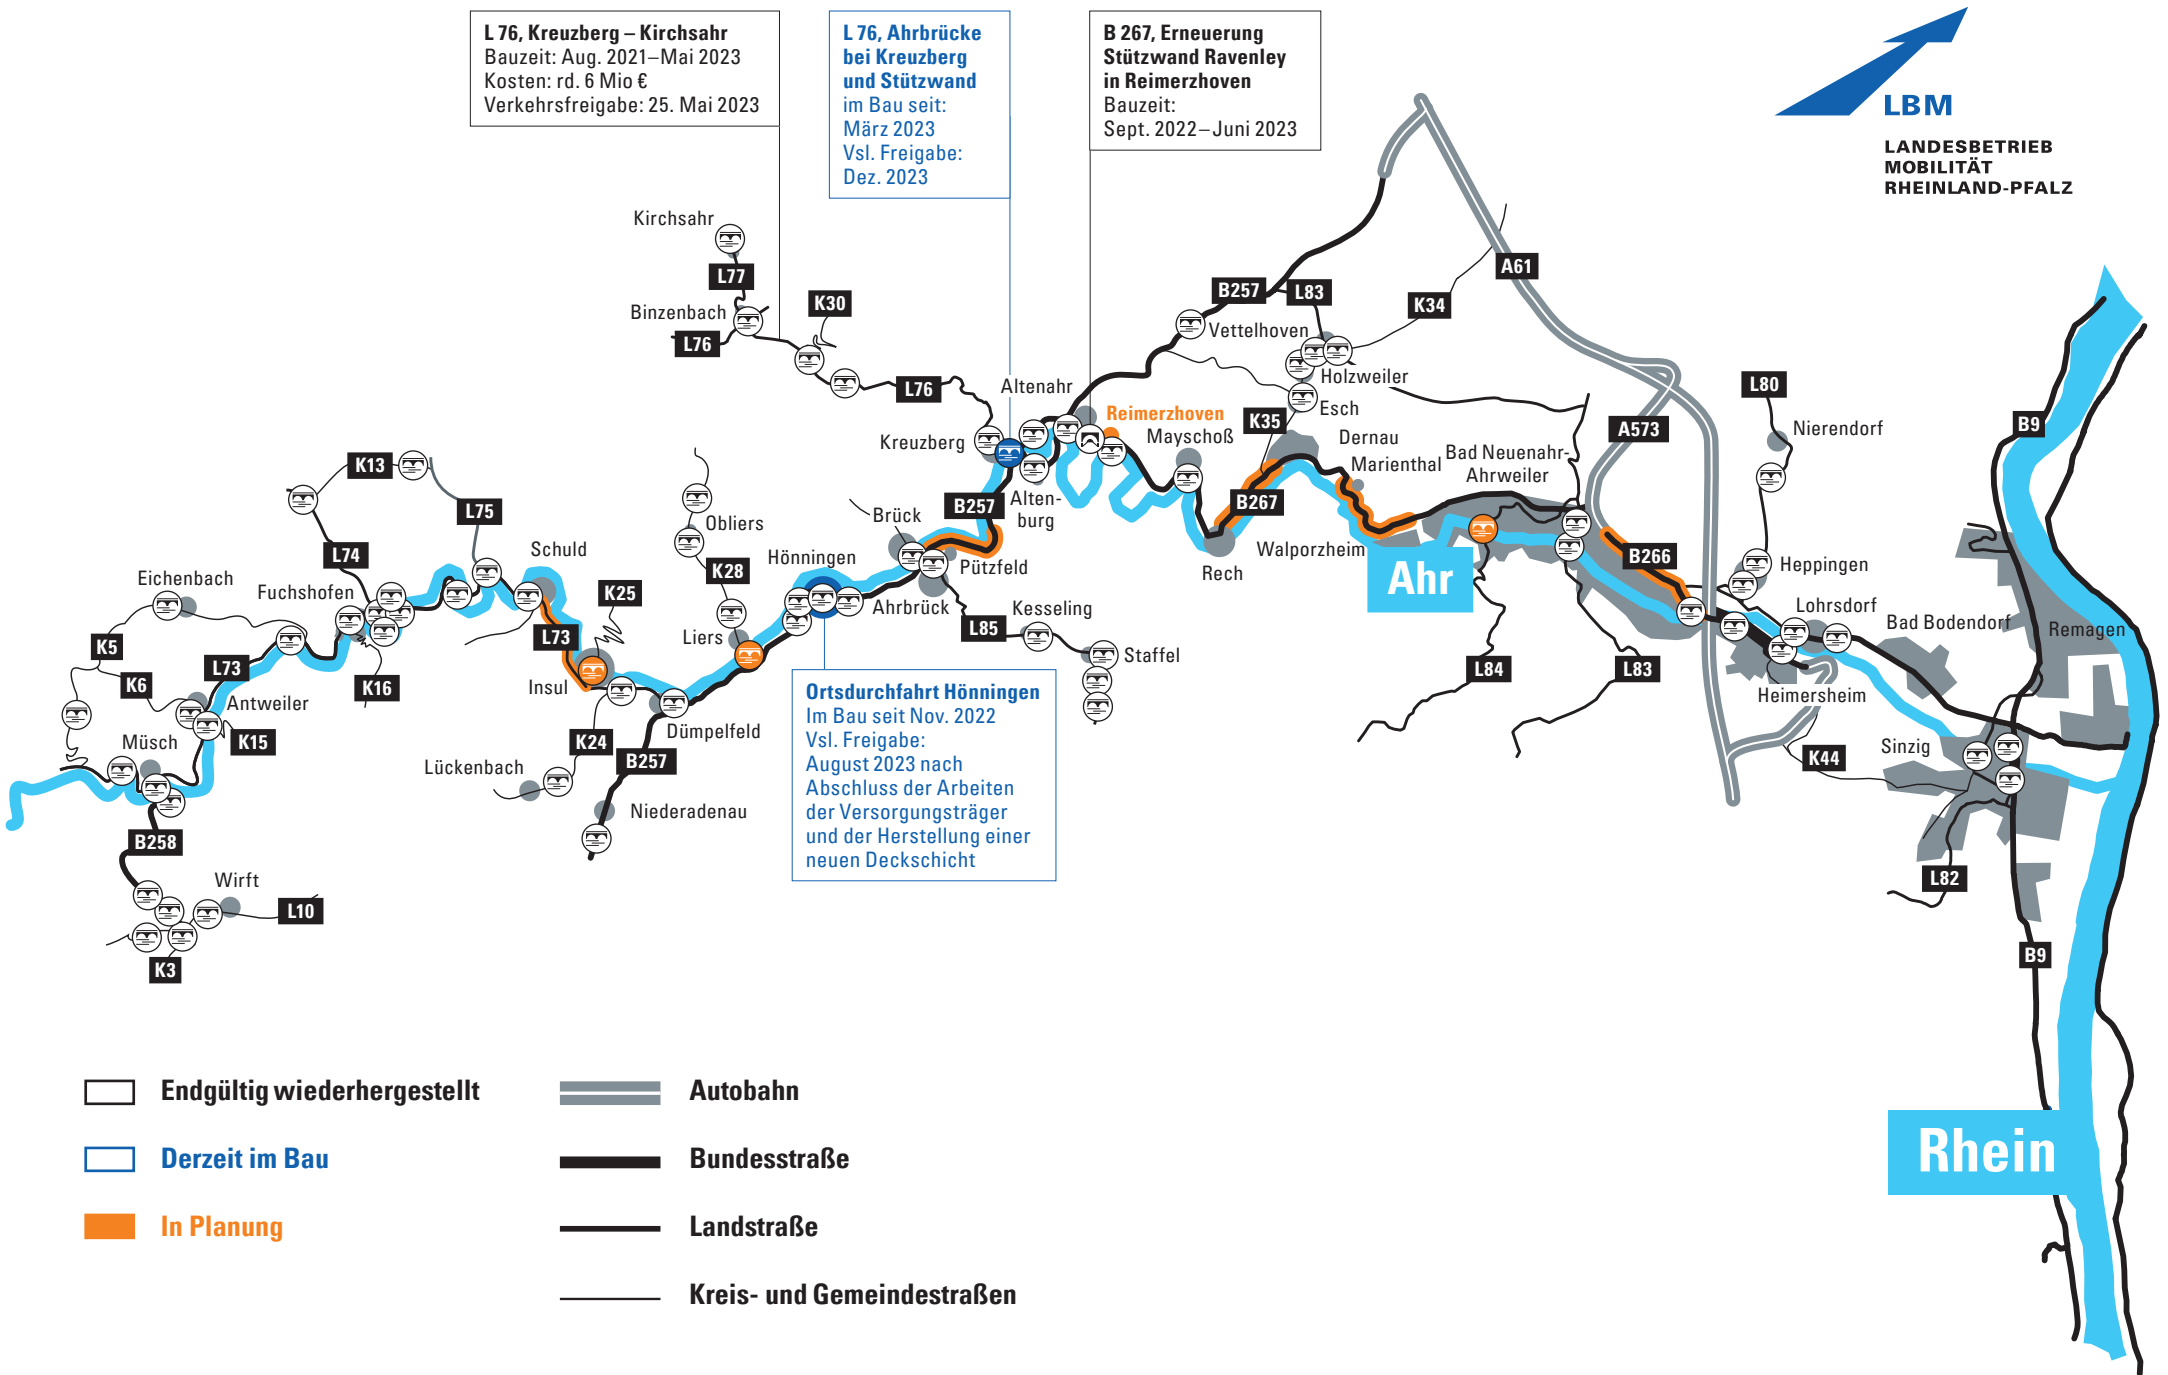 L 76, Kreuzberg – Kirchsahr
Bauzeit: Aug. 2021–Mai 2023
Kosten: rd. 6 Mio €
Verkehrsfreigabe: 25. Mai 2023
L 76, Ahrbrücke
bei Kreuzberg
und Stützwand
im Bau seit:
März 2023
Vsl. Freigabe:
Dez. 2023
B 267, Erneuerung
Stützwand Ravenley
in Reimerzhoven
Bauzeit:
Sept. 2022–Juni 2023
LBM
LANDESBETRIEB
MOBILITÄT
RHEINLAND-PFALZ
Kirchsahr
L77
Binzenbach
K30
L76
L76
Altenahr
Reimerzhoven
Kreuzberg
Mayschoß
Alten-
burg
B257
B257
L83
Vettelhoven
K34
A61
Holzweiler
Esch
K35
Dernau
Marienthal
Bad Neuenahr-
Ahrweiler
A573
L80
Nierendorf
B9
K13
L75
L74
Eichenbach
Fuchshofen
Schuld
K25
Obliers
K28
Brück
Hönningen
Pützfeld
Ahrbrück
Kesseling
L85
Staffel
B267
Rech
Walporzheim
Ahr
B266
Heppingen
Lohrsdorf
Bad Bodendorf
Remagen
K5
K6
L73
L73
K16
Antweiler
K15
Müsch
Insul
Liers
Dümpelfeld
K24
Lückenbach
B257
Niederadenau
L84
L83
Heimersheim
K44
Sinzig
L82
B258
Wirft
L10
K3
B9
Ortsdurchfahrt Hönningen
Im Bau seit Nov. 2022
Vsl. Freigabe:
August 2023 nach
Abschluss der Arbeiten
der Versorgungsträger
und der Herstellung einer
neuen Deckschicht
Rhein
Endgültig wiederhergestellt
Derzeit im Bau
In Planung
Autobahn
Bundesstraße
Landstraße
Kreis- und Gemeindestraßen